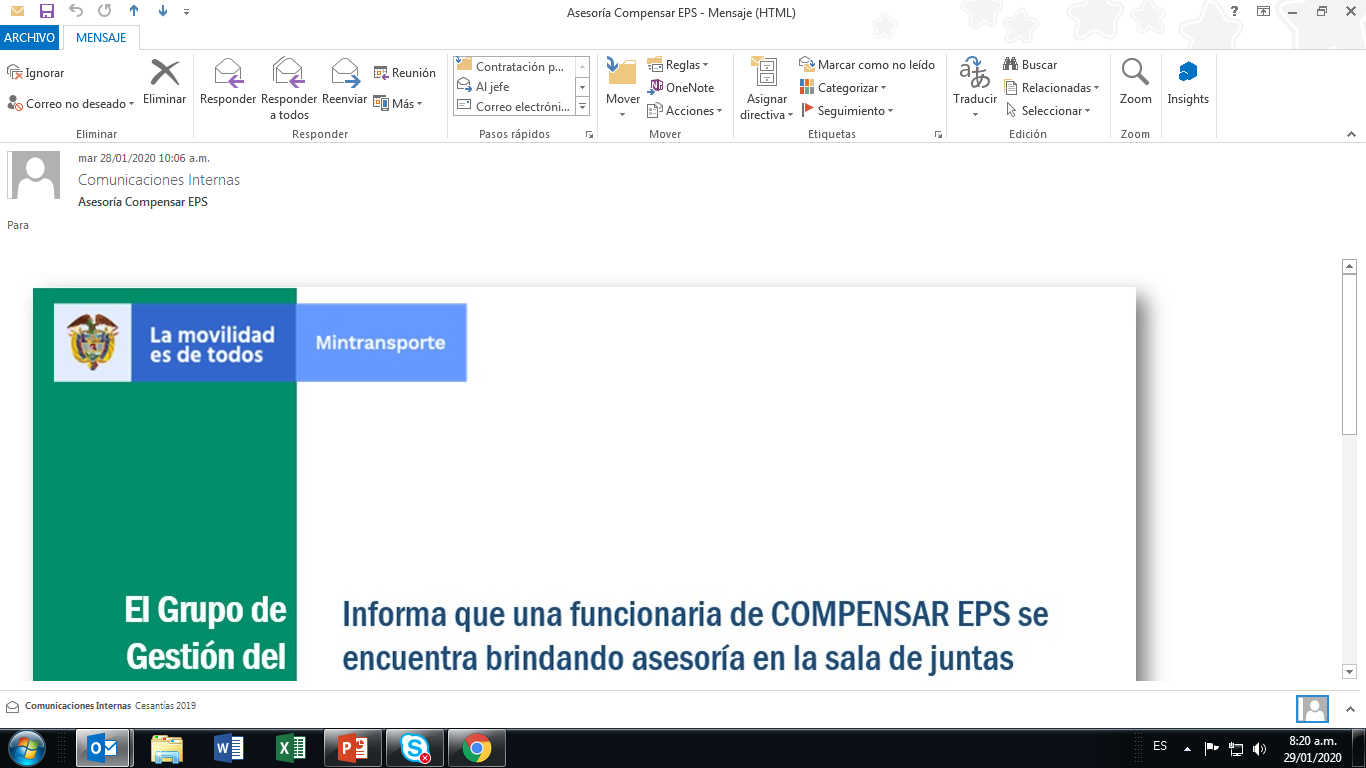 Asesoría Compensar EPS - Mensaje (HTML)
ARCHIVO MENSAJE
Ignorar
Correo no deseado
Eliminar
Eliminar
Responder
Responder a todos
Reenviar
Reunión
Más
Responder
Contratación p...
Al jefe
Correo electróni...
Pasos rápidos
Mover
Reglas
OneNote
Acciones
Mover
Asignar directiva
Marcar como no leído
Categorizar
Seguimiento
Etiquetas
Traducir
Buscar
Relacionadas
Seleccionar
Edición
Zoom
Zoom
Insights
mar 28/01/2020 10:06 a.m.
Comunicaciones Internas
Asesoría Compensar EPS
Para
La movilidad
es de todos
Mintransporte
El Grupo de
Gestión del
Informa que una funcionaria de COMPENSAR EPS se
encuentra brindando asesoría en la sala de juntas
Comunicaciones Internas Cesantías 2019
ES
8:20 a.m.
29/01/2020